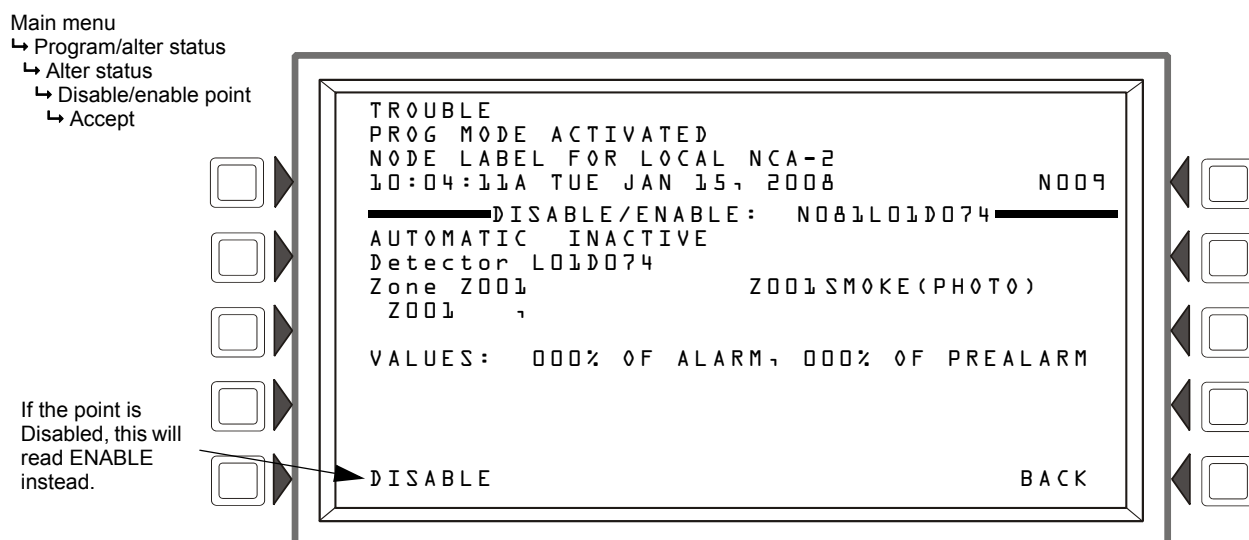 Main menu
↳ Program/alter status
↳ Alter status
↳ Disable/enable point
↳ Accept
TROUBLE
PROG MODE ACTIVATED
NODE LABEL FOR LOCAL NCA-2
10:04:11A TUE JAN 15, 2008 N009
DISABLE/ENABLE: N081L01D074
AUTOMATIC INACTIVE
Detector L01D074
Zone Z001 Z001SMOKE(PHOTO)
Z001 ,
VALUES: 000% OF ALARM, 000% OF PREALARM
If the point is
Disabled, this will
read ENABLE
instead.
DISABLE BACK